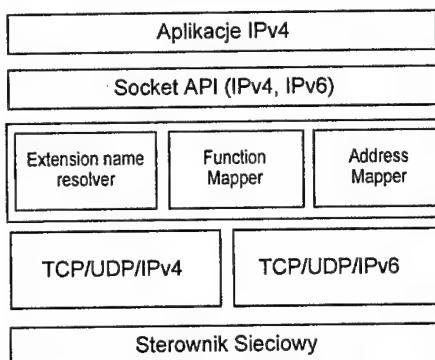 Aplikacje IPv4
Socket API (IPv4, IPv6)
Extension name
resolver
Function
Mapper
Address
Mapper
TCP/UDP/IPv4
TCP/UDP/IPv6
Sterownik Sieciowy